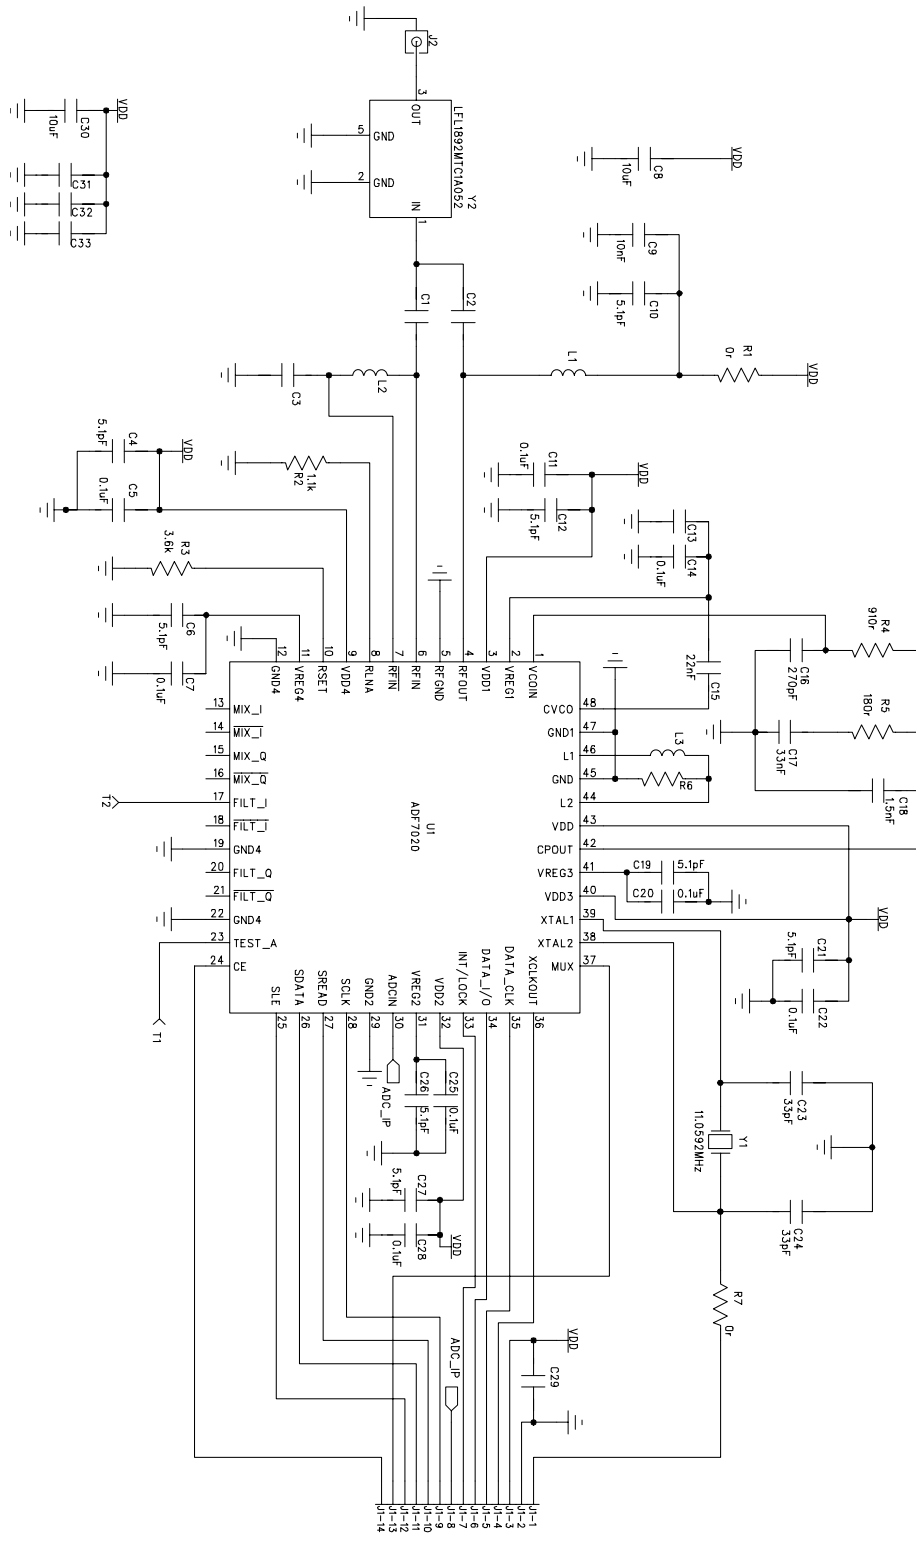 J2
3
OUT
LFL1892MTC1A052
Y2
5
GND
2
GND
IN
1
VDD
C30
10uF
C31
C32
C33
VDD
C8
10uF
C9
10nF
C10
5.1pF
R1
0r
VDD
C1
C2
L1
L2
C3
C4
5.1pF
VDD
C5
0.1uF
R2
1.1k
C11
0.1uF
VDD
C12
5.1pF
C13
C14
0.1uF
R3
3.6k
C6
5.1pF
C7
0.1uF
R4
910r
C15
22nF
C16
270pF
R5
180r
C17
33nF
C18
1.5nF
12
GND4
11
VREG4
10
RSET
9
VDD4
8
RLNA
7
RFIN
6
RFIN
5
RFGND
4
RFOUT
3
VDD1
2
VREG1
1
VCOIN
13
MIX_I
14
MIX_I
15
MIX_Q
16
MIX_Q
17
FILT_I
18
FILT_I
19
GND4
20
FILT_Q
21
FILT_Q
22
GND4
23
TEST_A
24
CE
U1
ADF7020
CVCO
48
GND1
47
L1
46
GND
45
L2
44
VDD
43
CPOUT
42
VREG3
41
VDD3
40
XTAL1
39
XTAL2
38
MUX
37
L3
R6
C19
5.1pF
C20
0.1uF
VDD
C21
5.1pF
C22
0.1uF
T2
T1
SLE
25
SDATA
26
SREAD
27
SCLK
28
GND2
29
ADCIN
30
VREG2
31
VDD2
32
INT/LOCK
33
DATA_I/O
34
DATA_CLK
35
XCLKOUT
36
ADC_IP
C26
5.1pF
C25
0.1uF
C27
5.1pF
C28
0.1uF
VDD
C23
33pF
Y1
11.0592MHz
C24
33pF
R7
0r
ADC_IP
VDD
C29
J1-14
J1-13
J1-12
J1-11
J1-10
J1-9
J1-8
J1-7
J1-6
J1-5
J1-4
J1-3
J1-2
J1-1